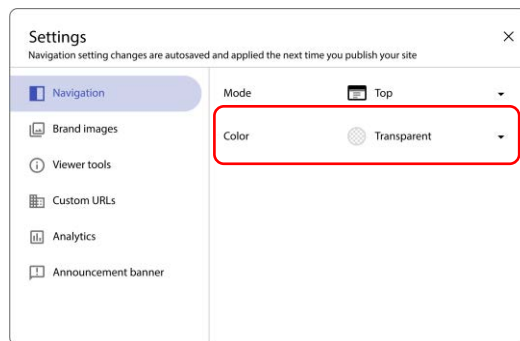 Settings
Navigation setting changes are autosaved and applied the next time you publish your site
Navigation
Brand images
Viewer tools
Custom URLs
Analytics
Announcement banner
Mode
Top
Color
Transparent